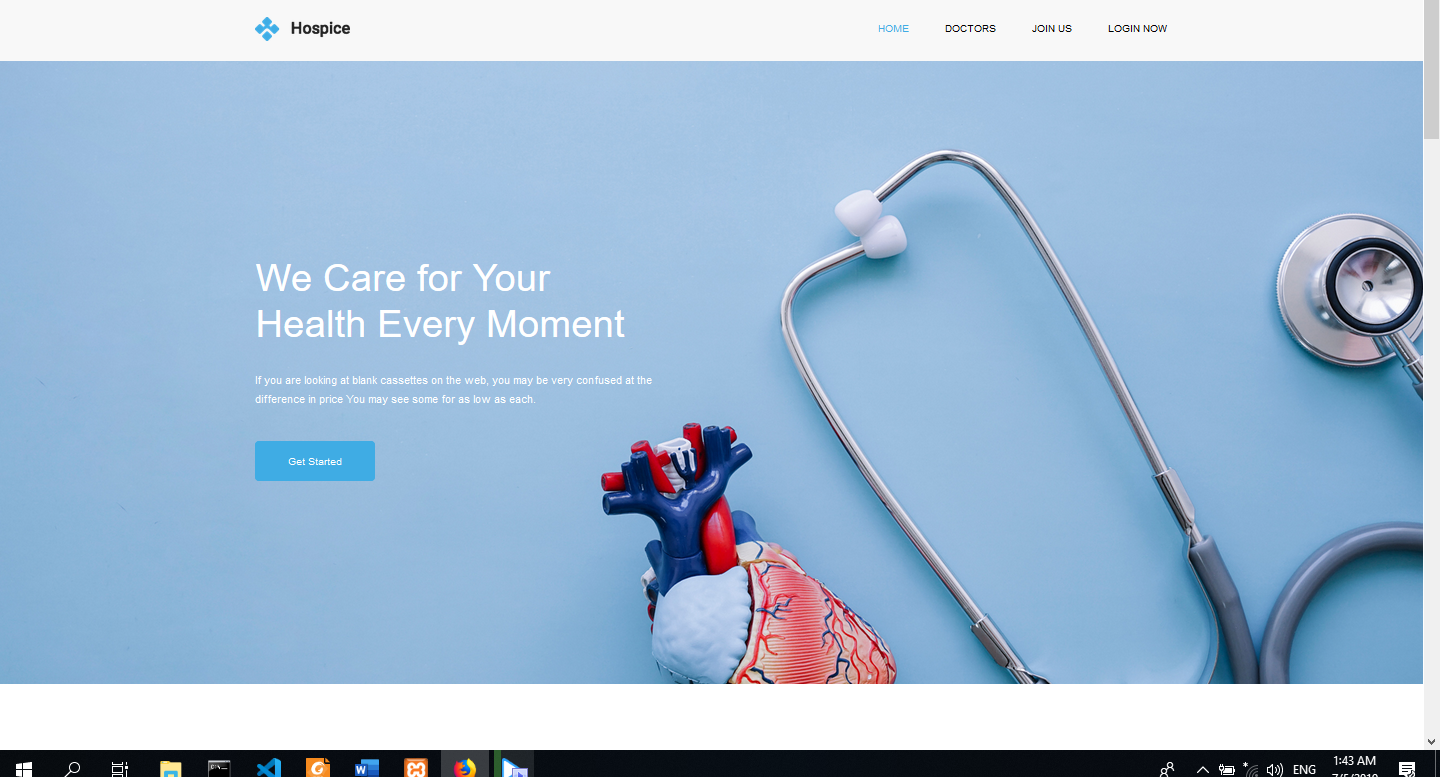 Hospice
HOME
DOCTORS
JOIN US
LOGIN NOW
We Care for Your
Health Every Moment
If you are looking at blank cassettes on the web, you may be very confused at the
difference in price You may see some for as low as each.
Get Started
ENG
1:43 AM